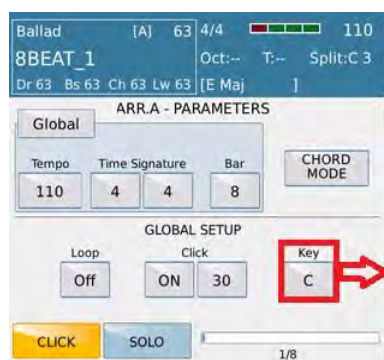 Ballad [A] 63 4/4 110
8BEAT_1 Oct:-- T:-- Split:C 3
Dr 63 Bs 63 Ch 63 Lw 63 [E Maj ]
ARR.A - PARAMETERS
Global
Tempo Time Signature Bar
110 4 4 8
CHORD
MODE
GLOBAL SETUP
Loop Click Key
Off ON 30 C
CLICK SOLO
1/8